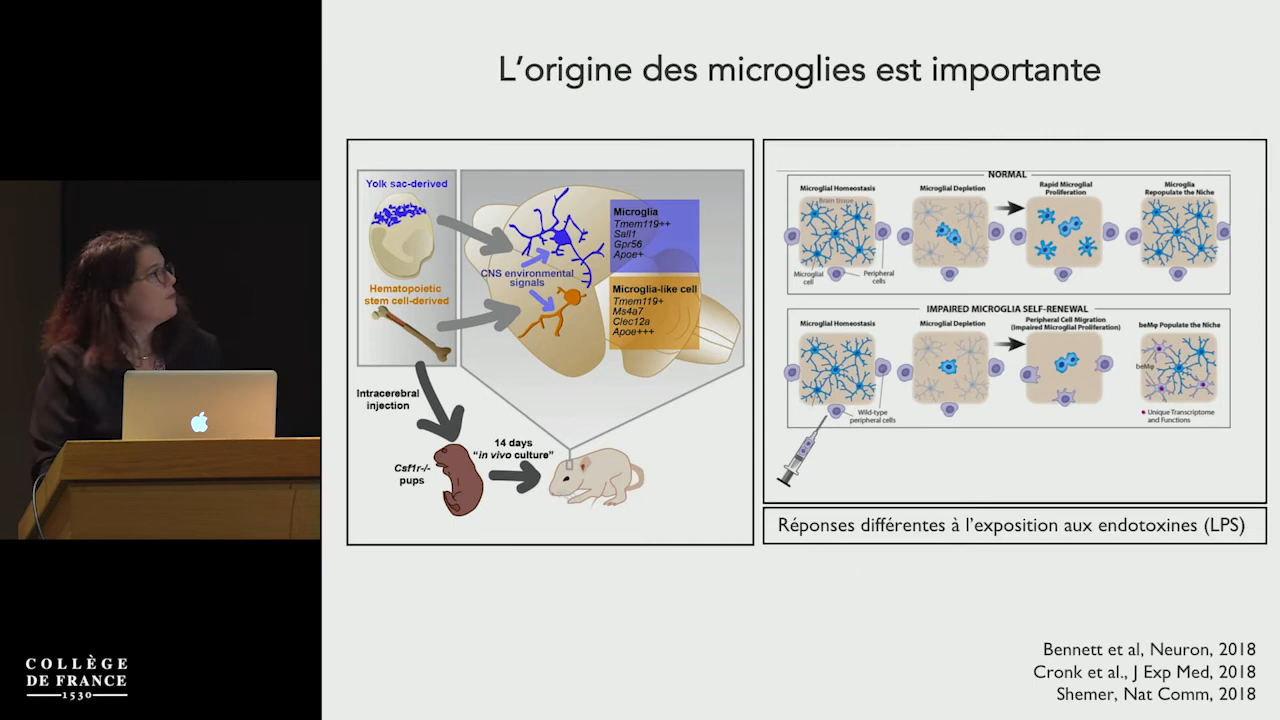 L'origine des microglies est importante
Yolk sac-derived
Hematopoietic
stem cell-derived
CNS environmental
signals
Microglia
Tmem119++
Sall1
Gpr56
Apoe+
Microglia-like cell
Tmem119+
Ms4a7
Clec12a
Apoe+++
Intracerebral
injection
Csf1r-/-
pups
14 days
"in vivo culture"
NORMAL
Microglial Homeostasis
Microglial Depletion
Rapid Microglial
Proliferation
Microglia
Repopulate the Niche
Brain tissue
Microglial
cell
Peripheral
cells
IMPAIRED MICROGLIA SELF-RENEWAL
Microglial Homeostasis
Microglial Depletion
Peripheral Cell Migration
(Impaired Microglial Proliferation)
beMφ Populate the Niche
beMφ
Wild-type
peripheral cells
Unique Transcriptome
and Functions
Réponses différentes à l'exposition aux endotoxines (LPS)
Bennett et al, Neuron, 2018
Cronk et al., J Exp Med, 2018
Shemer, Nat Comm, 2018
COLLÈGE
DE FRANCE
1530